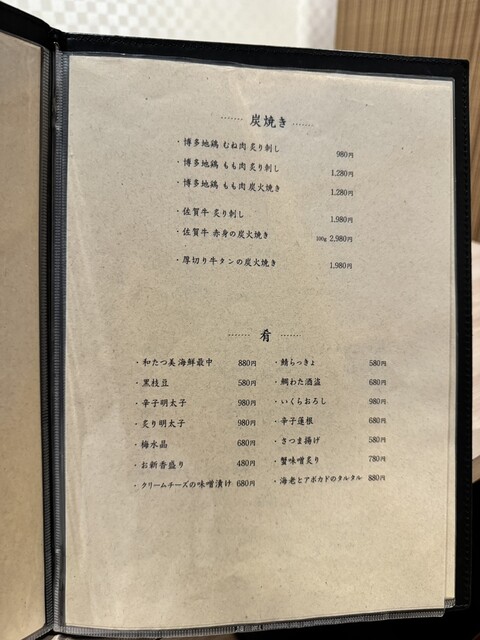 炭焼き
・博多地鶏 むね肉 炙り刺し 980円
・博多地鶏 もも肉 炙り刺し 1,280円
・博多地鶏 もも肉 炭火焼き 1,280円
・佐賀牛 炙り刺し 1,980円
・佐賀牛 赤身の炭火焼き 100g 2,980円
・厚切り牛タンの炭火焼き 1,980円
肴
・和たつ美 海鮮最中 880円
・黒枝豆 580円
・辛子明太子 980円
・炙り明太子 980円
・梅水晶 680円
・お新香盛り 480円
・クリームチーズの味噌漬け 680円
・鯖らっきょ 580円
・鯛わた酒盗 680円
・いくらおろし 980円
・辛子蓮根 680円
・さつま揚げ 580円
・蟹味噌炙り 780円
・海老とアボカドのタルタル 880円